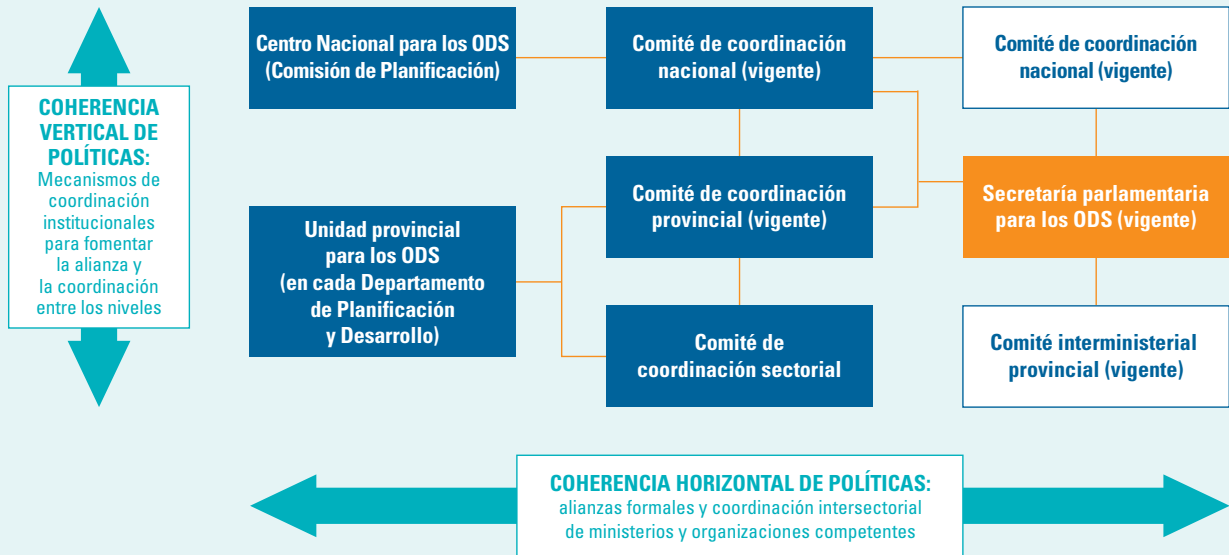 COHERENCIA
VERTICAL DE
POLÍTICAS:
Mecanismos de
coordinación
institucionales
para fomentar
la alianza y
la coordinación
entre los niveles
Centro Nacional para los ODS
(Comisión de Planificación)
Comité de coordinación
nacional (vigente)
Comité de coordinación
nacional (vigente)
Unidad provincial
para los ODS
(en cada Departamento
de Planificación
y Desarrollo)
Comité de coordinación
provincial (vigente)
Secretaría parlamentaria
para los ODS (vigente)
Comité de
coordinación sectorial
Comité interministerial
provincial (vigente)
COHERENCIA HORIZONTAL DE POLÍTICAS:
alianzas formales y coordinación intersectorial
de ministerios y organizaciones competentes